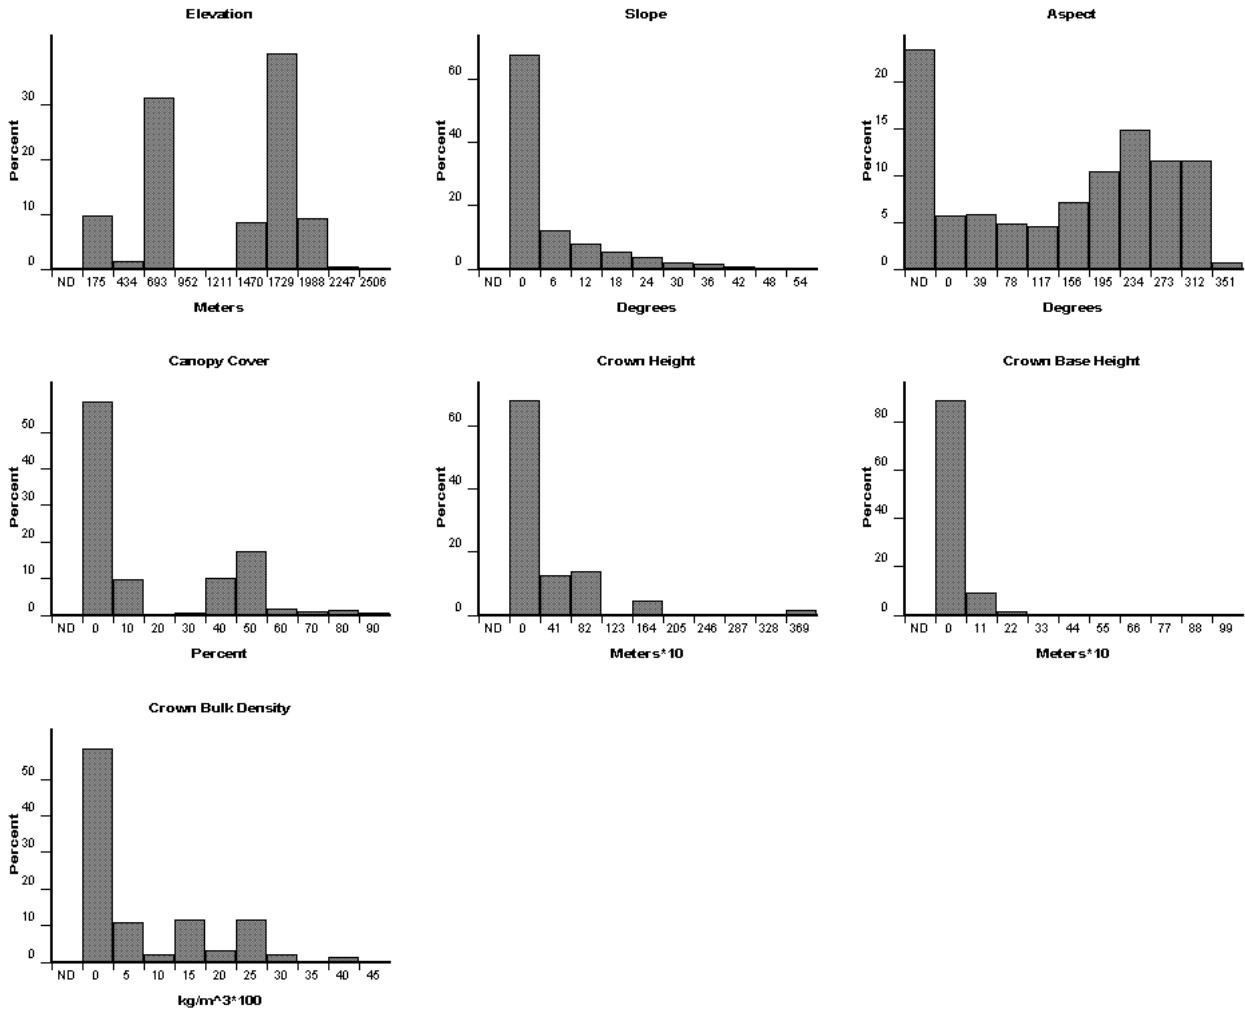 Elevation
Percent
30
20
10
0
ND 175 434 693 952 1211 1470 1729 1988 2247 2506
Meters
Slope
Percent
60
40
20
0
ND 0 6 12 18 24 30 36 42 48 54
Degrees
Aspect
Percent
20
15
10
5
0
ND 0 39 78 117 156 195 234 273 312 351
Degrees
Canopy Cover
Percent
50
40
30
20
10
0
ND 0 10 20 30 40 50 60 70 80 90
Percent
Crown Height
Percent
60
40
20
0
ND 0 41 82 123 164 205 246 287 328 369
Meters*10
Crown Base Height
Percent
80
60
40
20
0
ND 0 11 22 33 44 55 66 77 88 99
Meters*10
Crown Bulk Density
Percent
50
40
30
20
10
0
ND 0 5 10 15 20 25 30 35 40 45
kg/m^3*100